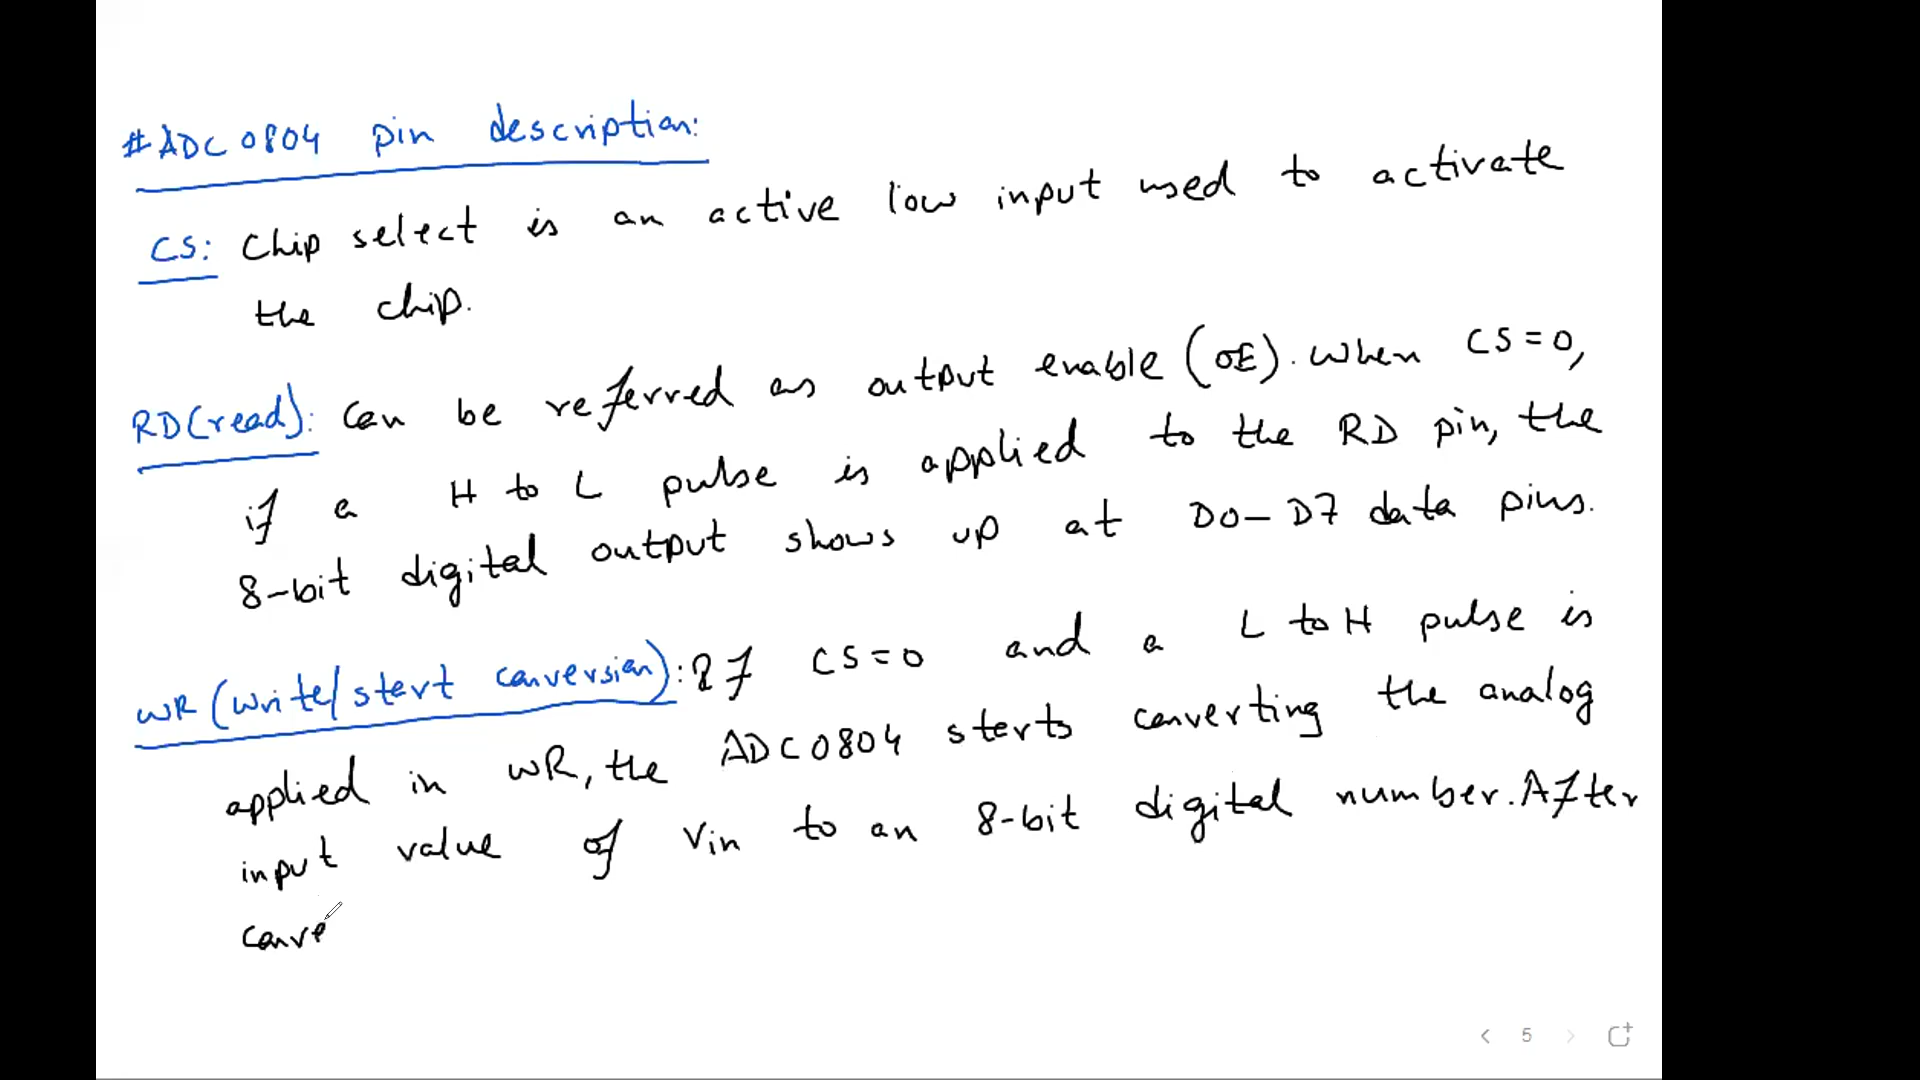 #ADC0804 pin description:
CS: Chip select is an active low input used to activate
the chip.
RD(read): Can be referred as output enable (OE). When CS=0,
if a H to L pulse is applied to the RD pin, the
8-bit digital output shows up at D0-D7 data pins.
WR (write/start conversion): If CS=0 and a L to H pulse is
applied in WR, the ADC0804 starts converting the analog
input value of Vin to an 8-bit digital number. After
conve
5